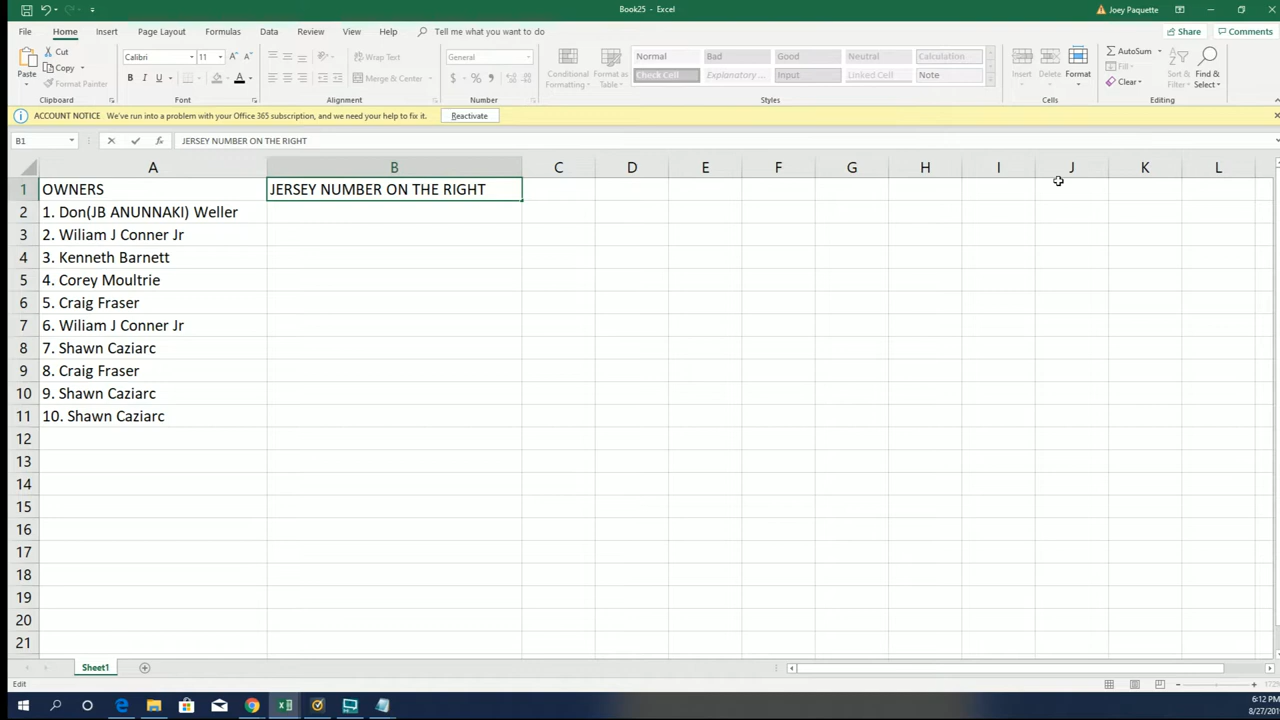 Book25 - Excel
Joey Paquette
File Home Insert Page Layout Formulas Data Review View Help Tell me what you want to do
Share Comments
Paste
Cut
Copy
Format Painter
Clipboard
Calibri 11
B I U
Font
Merge & Center
Alignment
General
$ % ,
Number
Conditional Formatting
Format as Table
Normal Bad Good Neutral Calculation
Check Cell Explanatory ... Input Linked Cell Note
Styles
Insert Delete Format
Cells
AutoSum
Fill
Clear
Sort & Filter
Find & Select
Editing
ACCOUNT NOTICE We've run into a problem with your Office 365 subscription, and we need your help to fix it. Reactivate
B1 fx JERSEY NUMBER ON THE RIGHT
A B C D E F G H I J K L
1 OWNERS JERSEY NUMBER ON THE RIGHT
2 1. Don(JB ANUNNAKI) Weller
3 2. Wiliam J Conner Jr
4 3. Kenneth Barnett
5 4. Corey Moultrie
6 5. Craig Fraser
7 6. Wiliam J Conner Jr
8 7. Shawn Caziarc
9 8. Craig Fraser
10 9. Shawn Caziarc
11 10. Shawn Caziarc
12
13
14
15
16
17
18
19
20
21
Sheet1
Edit
6:12 PM